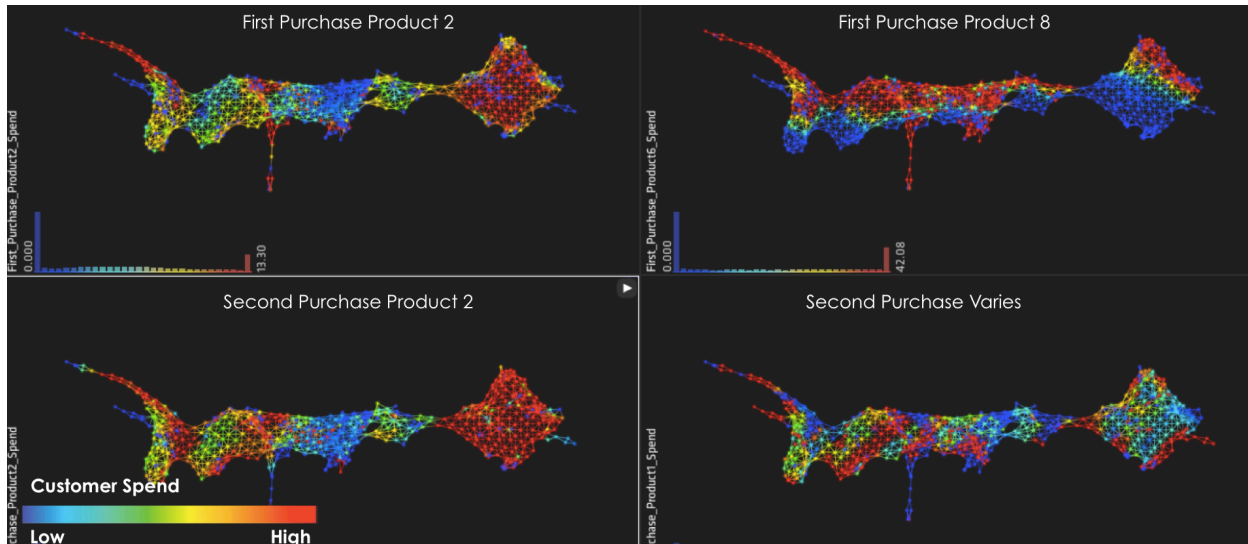 First Purchase Product 2
First_Purchase_Product2_Spend
0.000
13.30
First Purchase Product 8
First_Purchase_Product6_Spend
0.000
42.08
Second Purchase Product 2
chase_Product2_Spend
Customer Spend
Low
High
Second Purchase Varies
chase_Product1_Spend